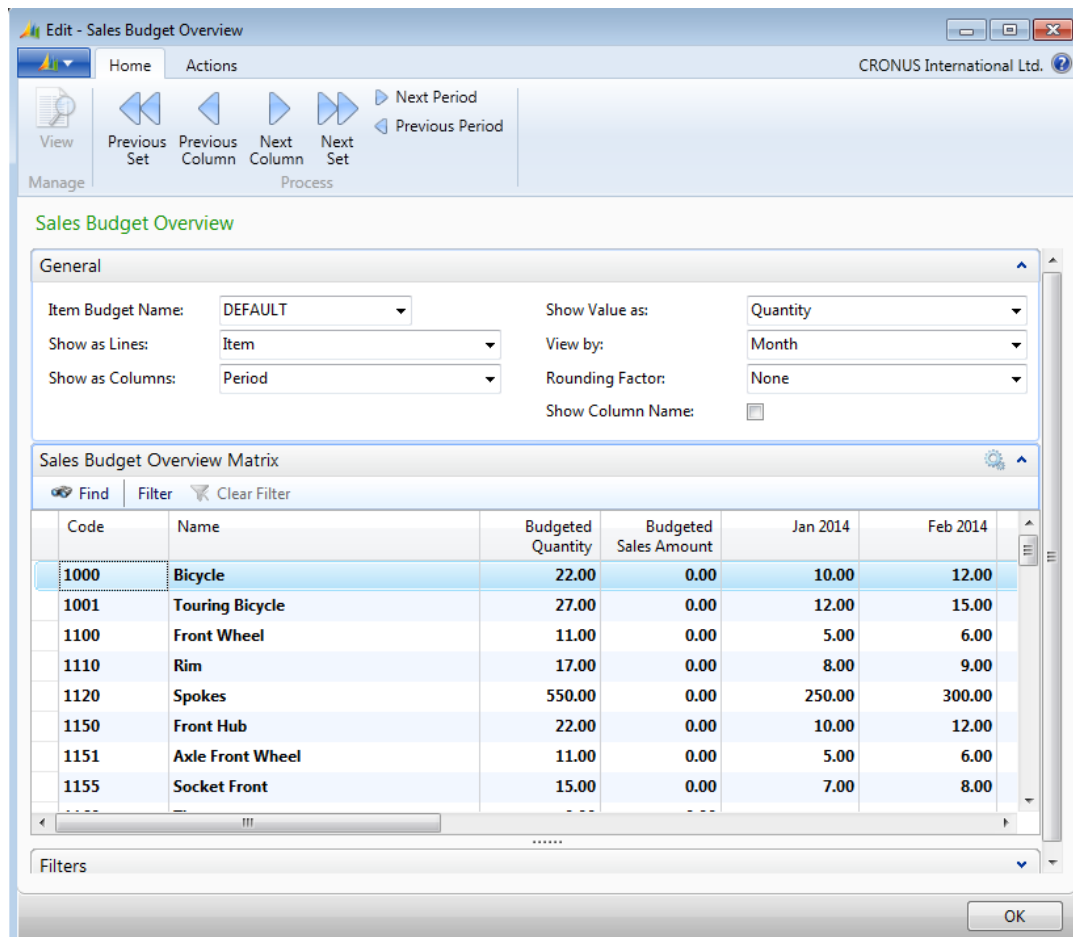 Edit - Sales Budget Overview
Home Actions CRONUS International Ltd.
View
Previous Set
Previous Column
Next Column
Next Set
Next Period
Previous Period
Manage Process
Sales Budget Overview
General
Item Budget Name: DEFAULT Show Value as: Quantity
Show as Lines: Item View by: Month
Show as Columns: Period Rounding Factor: None
Show Column Name:
Sales Budget Overview Matrix
Find Filter Clear Filter
Code Name Budgeted Quantity Budgeted Sales Amount Jan 2014 Feb 2014
1000 Bicycle 22.00 0.00 10.00 12.00
1001 Touring Bicycle 27.00 0.00 12.00 15.00
1100 Front Wheel 11.00 0.00 5.00 6.00
1110 Rim 17.00 0.00 8.00 9.00
1120 Spokes 550.00 0.00 250.00 300.00
1150 Front Hub 22.00 0.00 10.00 12.00
1151 Axle Front Wheel 11.00 0.00 5.00 6.00
1155 Socket Front 15.00 0.00 7.00 8.00
Filters
OK